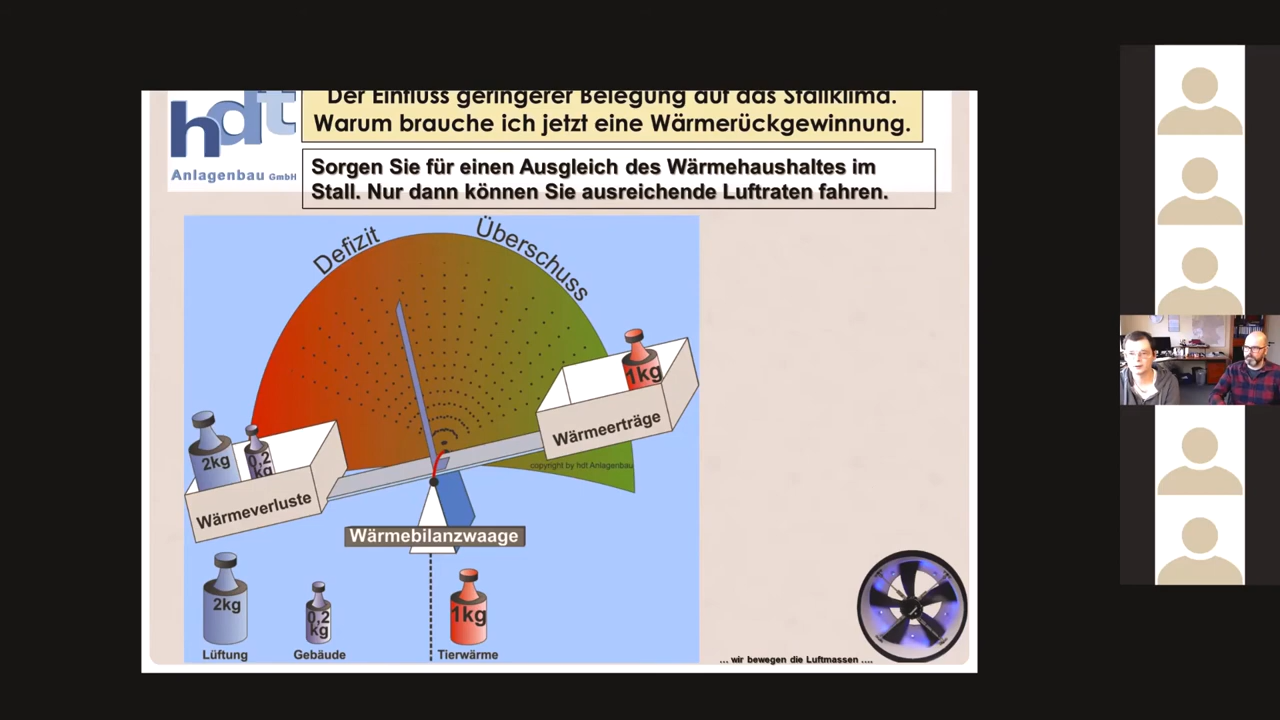 hdt
Anlagenbau GmbH
Der Einfluss geringerer Belegung auf das Stallklima.
Warum brauche ich jetzt eine Wärmerückgewinnung.
Sorgen Sie für einen Ausgleich des Wärmehaushaltes im
Stall. Nur dann können Sie ausreichende Luftraten fahren.
Defizit
Überschuss
1kg
Wärmeerträge
2kg
0,2
kg
Wärmeverluste
copyright by hdt Anlagenbau
Wärmebilanzwaage
2kg
0,2
kg
1kg
Lüftung
Gebäude
Tierwärme
... wir bewegen die Luftmassen ....